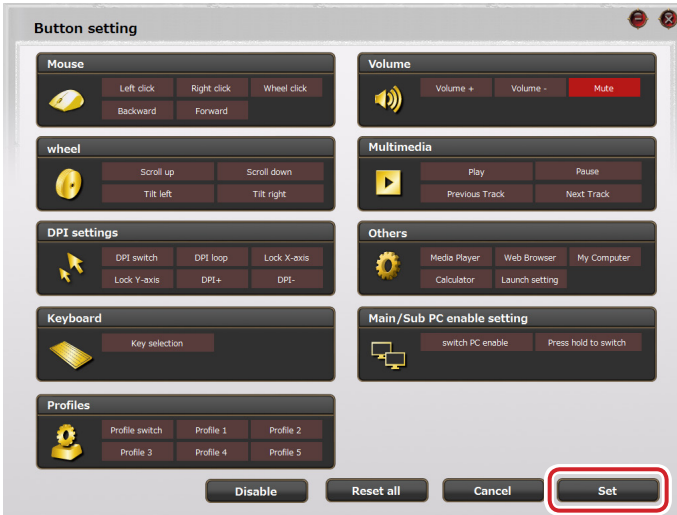 Button setting
Mouse
Left click Right click Wheel click
Backward Forward
Volume
Volume + Volume - Mute
wheel
Scroll up Scroll down
Tilt left Tilt right
Multimedia
Play Pause
Previous Track Next Track
DPI settings
DPI switch DPI loop Lock X-axis
Lock Y-axis DPI+ DPI-
Others
Media Player Web Browser My Computer
Calculator Launch setting
Keyboard
Key selection
Main/Sub PC enable setting
switch PC enable Press hold to switch
Profiles
Profile switch Profile 1 Profile 2
Profile 3 Profile 4 Profile 5
Disable Reset all Cancel Set